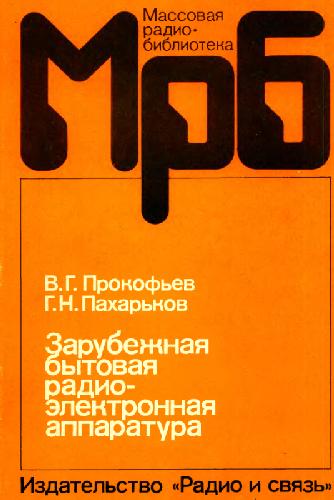 Массовая
радио-
библиотека
МРБ
В.Г. Прокофьев
Г.Н. Пахарьков
Зарубежная
бытовая
радио-
электронная
аппаратура
Издательство «Радио и связь»